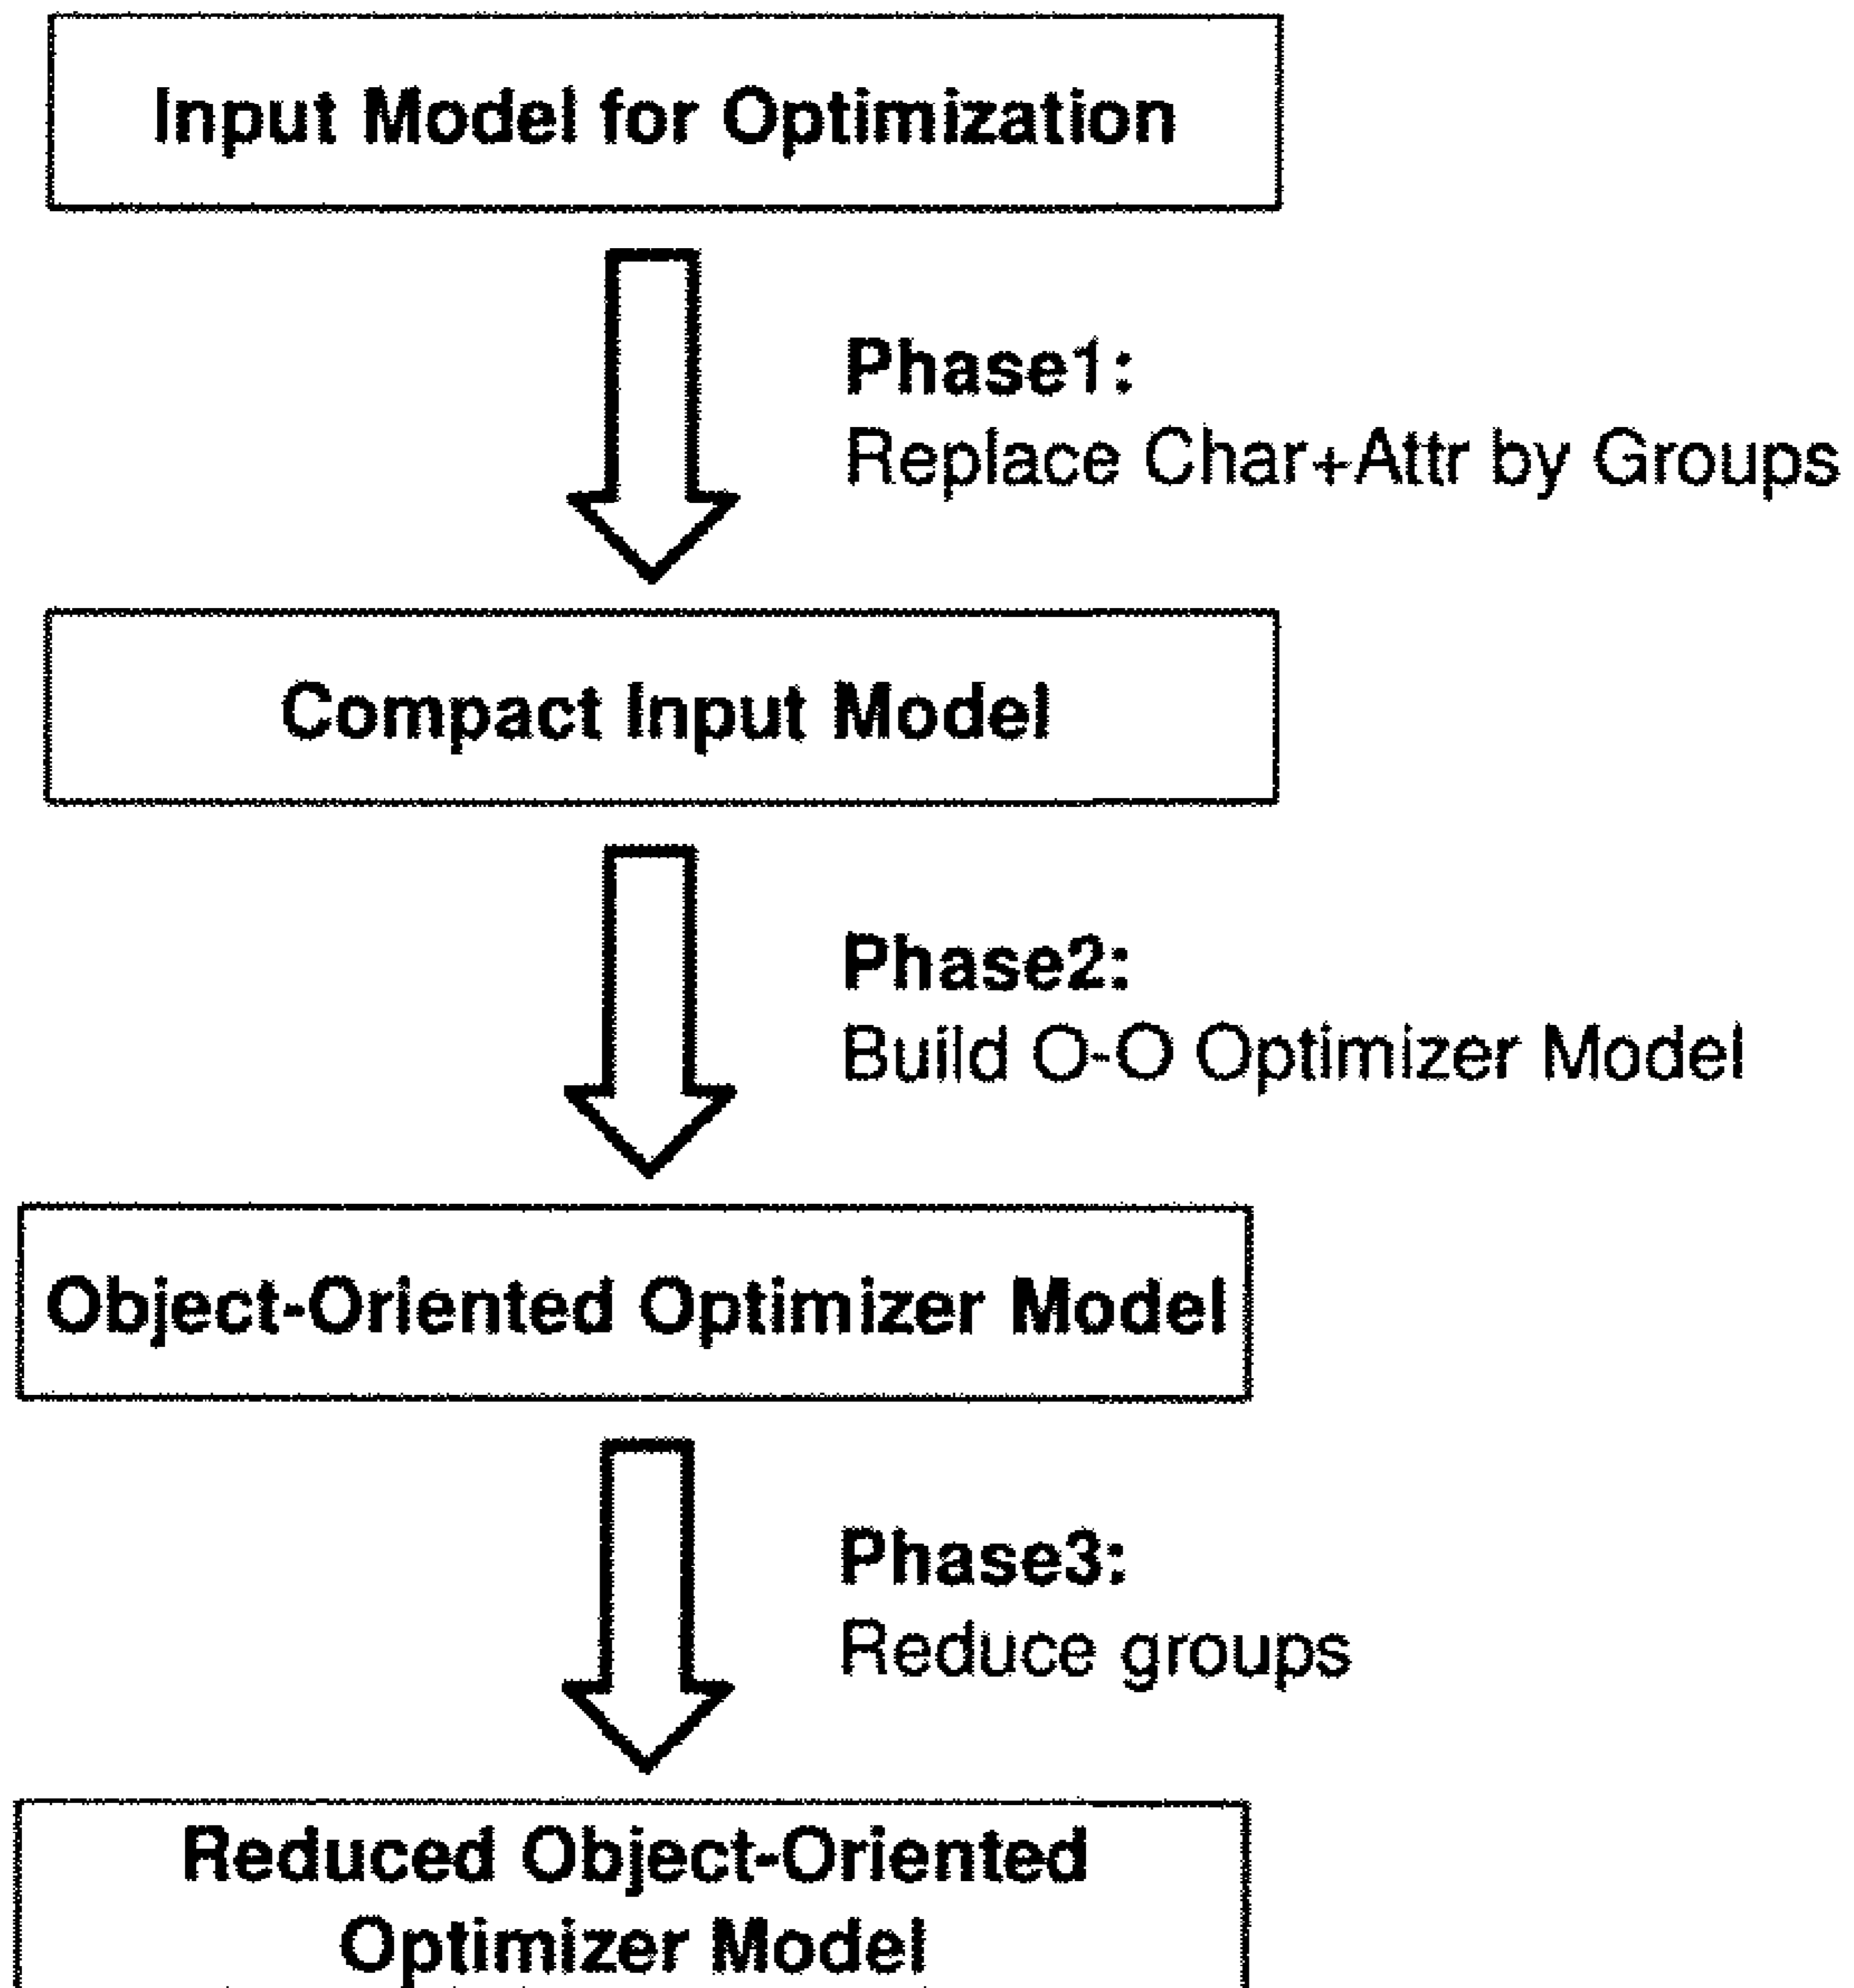 Input Model for Optimization
Phase1:
Replace Char+Attr by Groups
Compact Input Model
Phase2:
Build O-O Optimizer Model
Object-Oriented Optimizer Model
Phase3:
Reduce groups
Reduced Object-Oriented
Optimizer Model